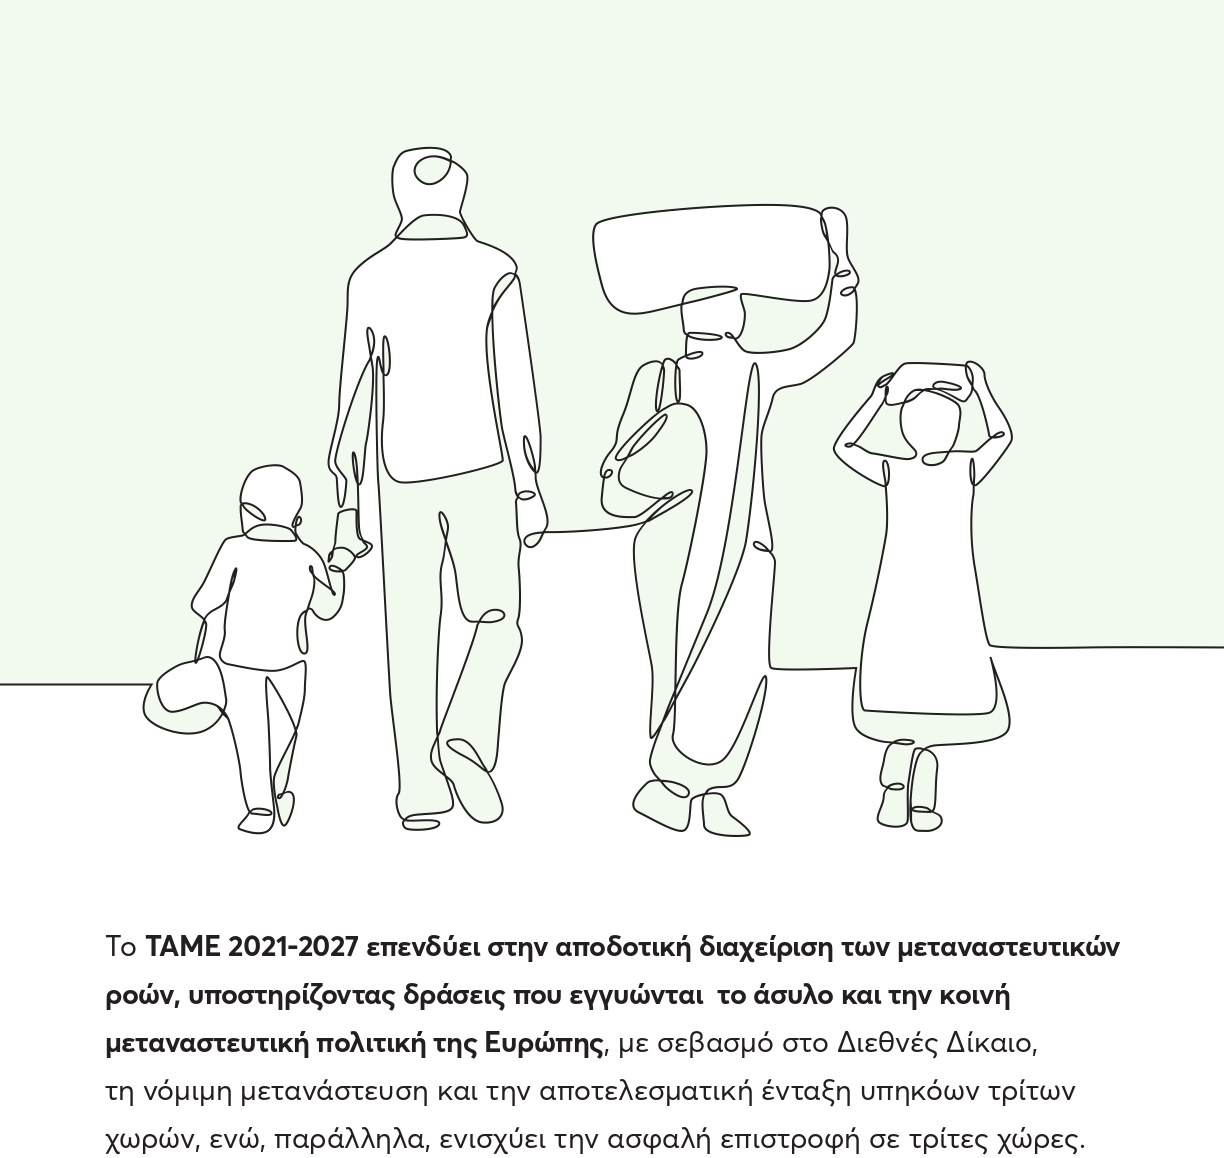 Το ΤΑΜΕ 2021-2027 επενδύει στην αποδοτική διαχείριση των μεταναστευτικών
ροών, υποστηρίζοντας δράσεις που εγγυώνται  το άσυλο και την κοινή
μεταναστευτική πολιτική της Ευρώπης, με σεβασμό στο Διεθνές Δίκαιο,
τη νόμιμη μετανάστευση και την αποτελεσματική ένταξη υπηκόων τρίτων
χωρών, ενώ, παράλληλα, ενισχύει την ασφαλή επιστροφή σε τρίτες χώρες.